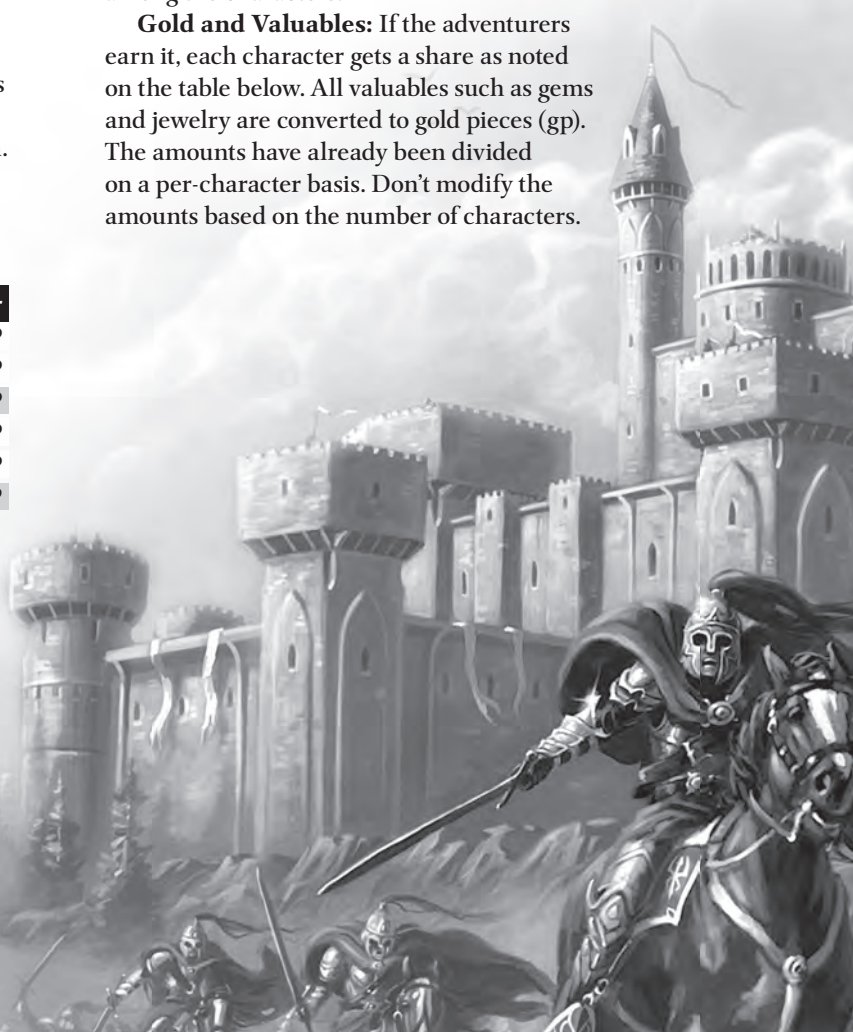 Gold and Valuables: If the adventurers
earn it, each character gets a share as noted
on the table below. All valuables such as gems
and jewelry are converted to gold pieces (gp).
The amounts have already been divided
on a per-character basis. Don’t modify the
amounts based on the number of characters.